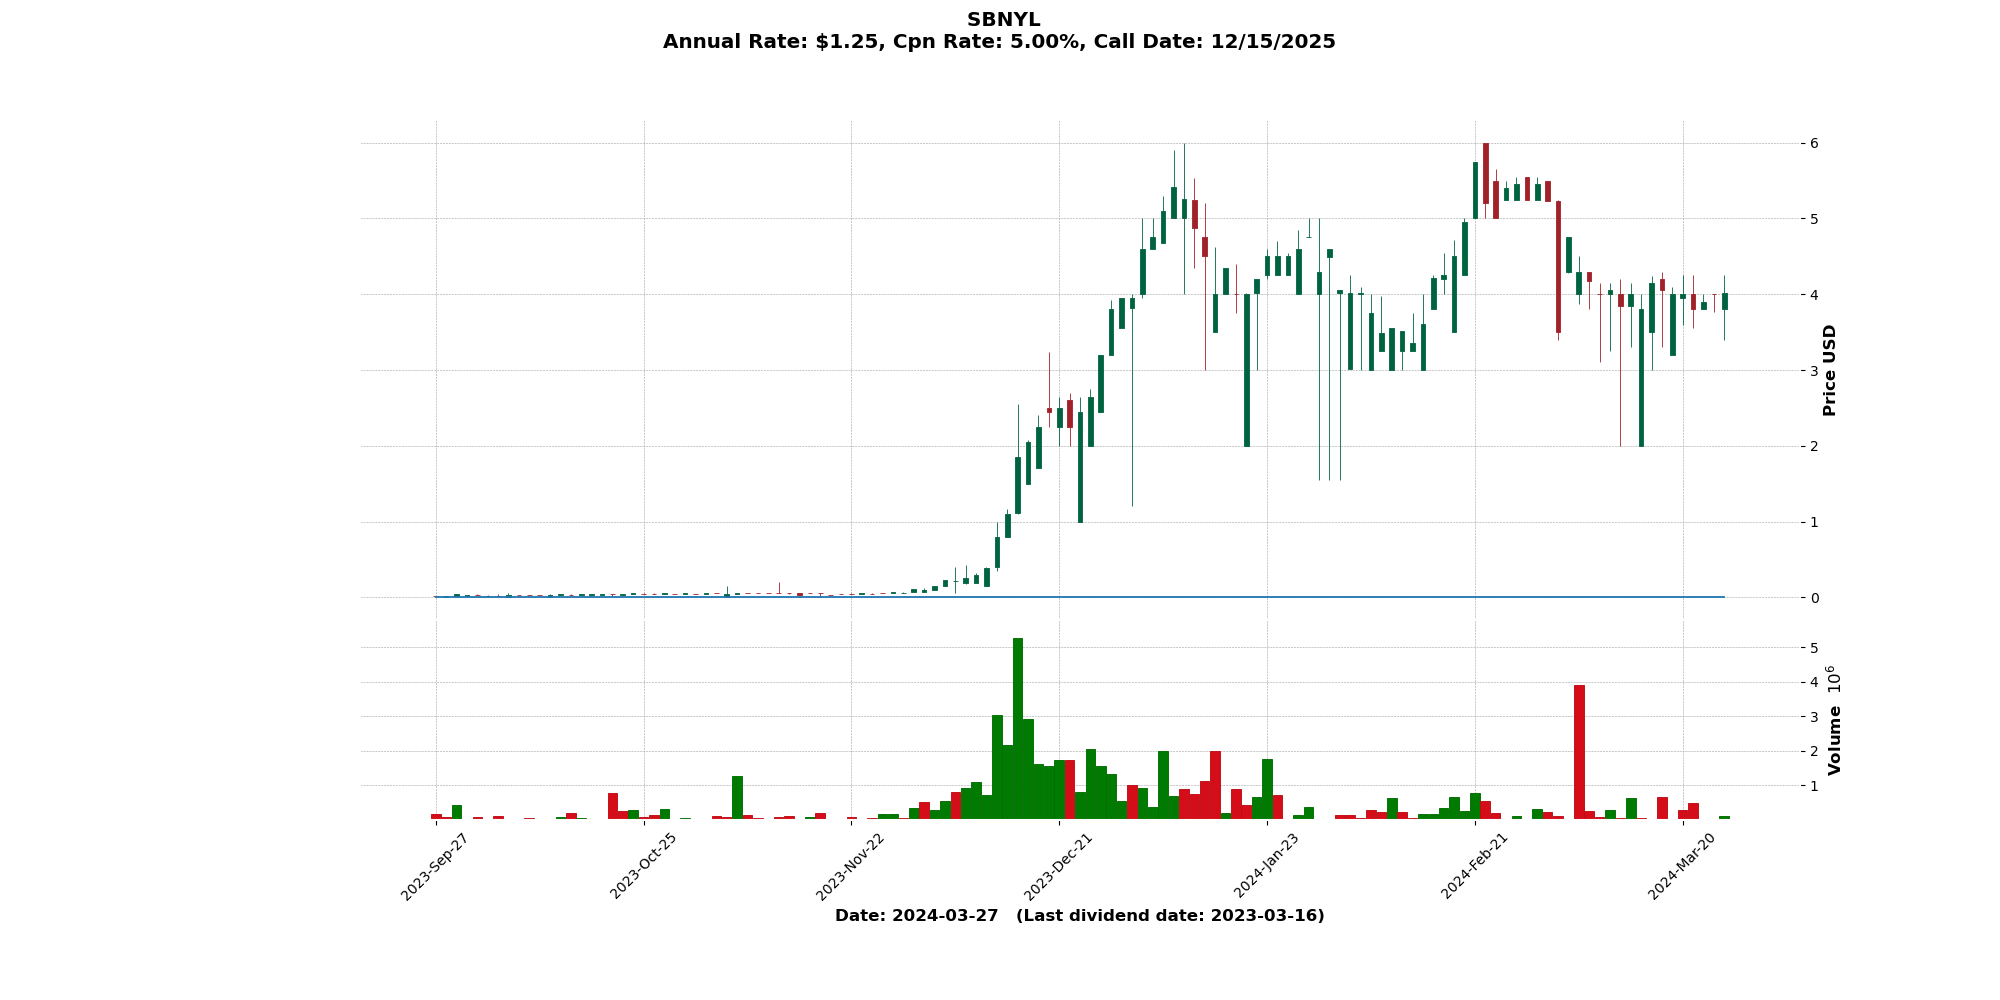 SBNYL
Annual Rate: $1.25, Cpn Rate: 5.00%, Call Date: 12/15/2025
6
5
4
3
2
1
0
Price USD
5
4
3
2
1
Volume 10^6
2023-Sep-27
2023-Oct-25
2023-Nov-22
2023-Dec-21
2024-Jan-23
2024-Feb-21
2024-Mar-20
Date: 2024-03-27 (Last dividend date: 2023-03-16)